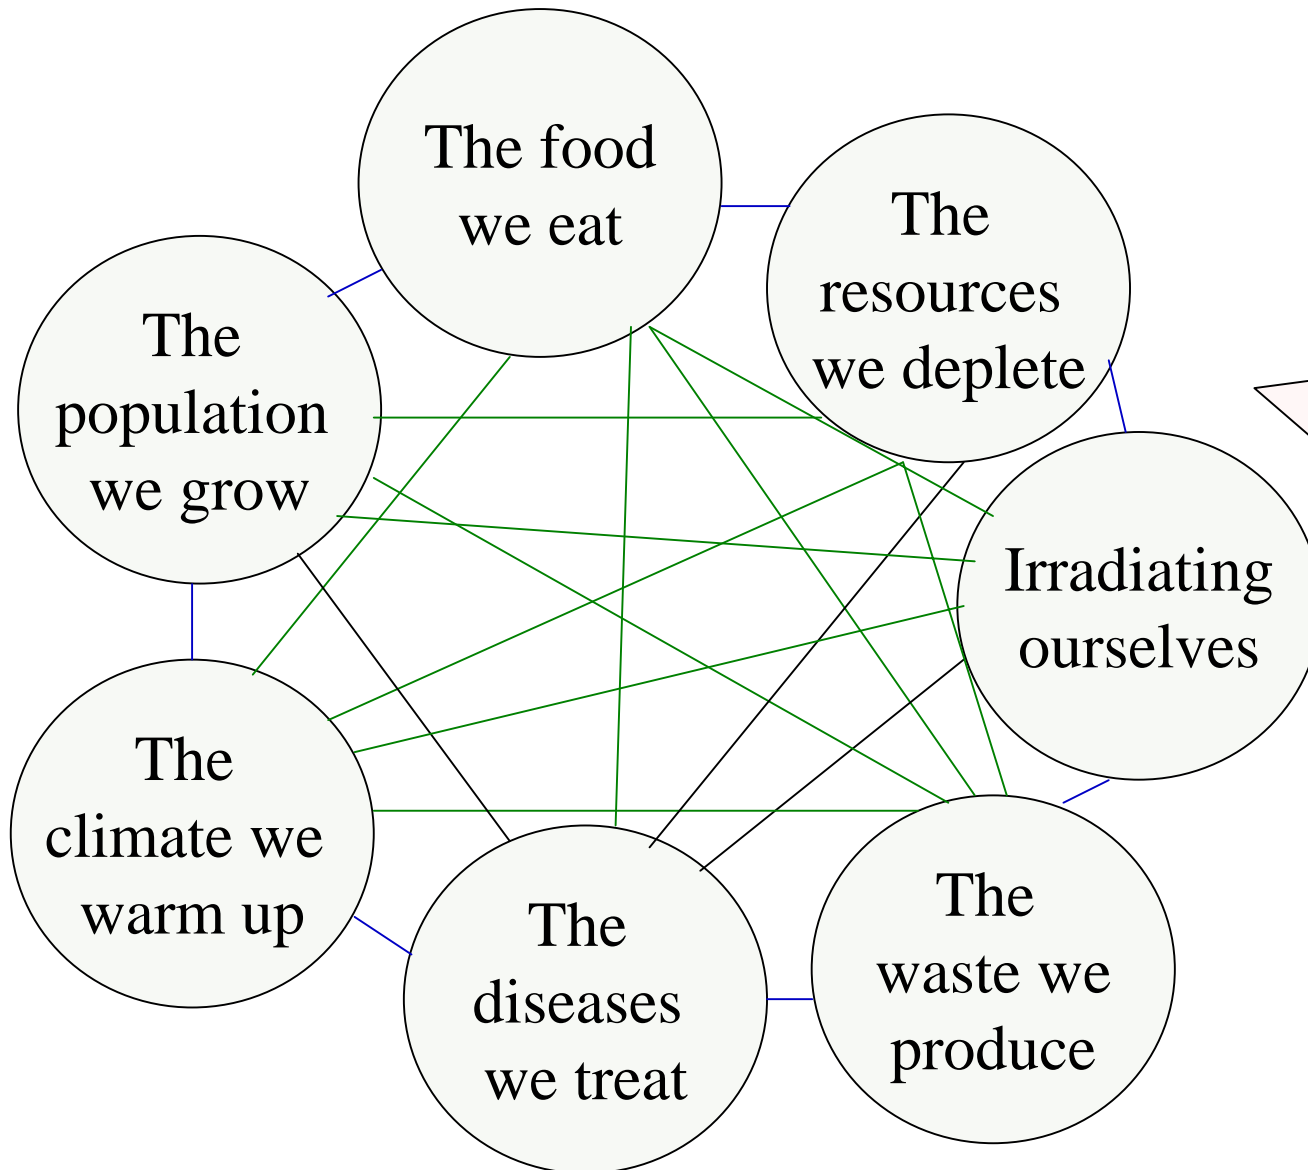 The food
we eat
The
resources
we deplete
The
population
we grow
Irradiating
ourselves
The
climate we
warm up
The
diseases
we treat
The
waste we
produce